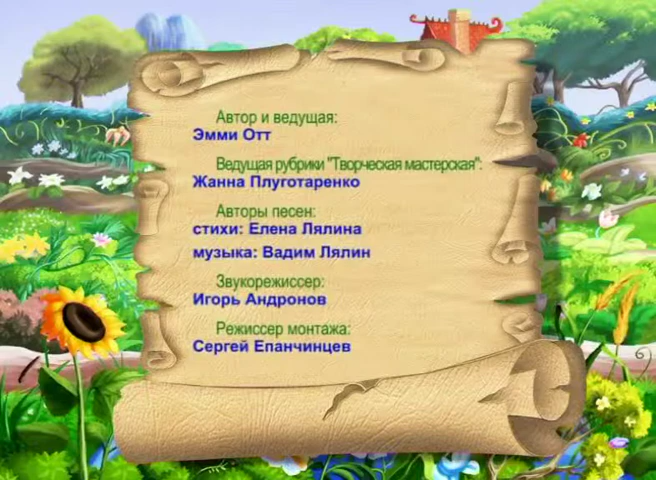 Автор и ведущая:
Эмми Отт
Ведущая рубрики "Творческая мастерская":
Жанна Плуготаренко
Авторы песен:
стихи: Елена Лялина
музыка: Вадим Лялин
Звукорежиссер:
Игорь Андронов
Режиссер монтажа:
Сергей Епанчинцев